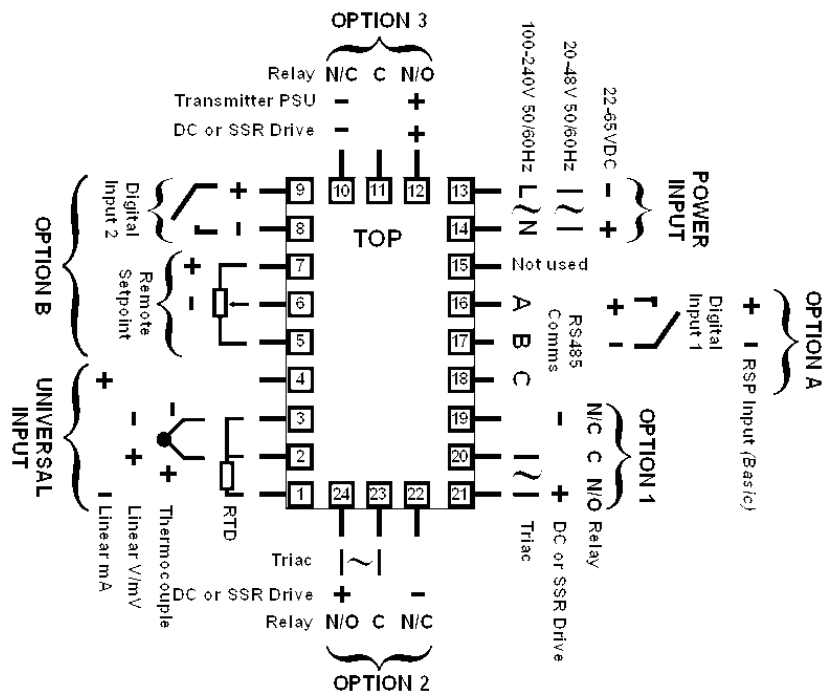 OPTION 3
Relay N/C C N/O
Transmitter PSU - +
DC or SSR Drive - +
100-240V 50/60Hz
20-48V 50/60Hz
22-65VDC
POWER
INPUT
L
N
~
~
- +
9
8
7
6
5
4
3
2
1
10
11
12
13
14
15
16
17
18
19
20
21
24
23
22
TOP
Digital
Input 2
+
-
OPTION B
Remote
Setpoint
+
-
UNIVERSAL
INPUT
+
- Linear mA
- + Linear V/mV
- + Thermocouple
RTD
Not used
A B C
RS485
Comms
+ -
Digital
Input 1
+ - RSP Input (Basic)
OPTION A
OPTION 1
N/C C N/O Relay
- + DC or SSR Drive
~ Triac
Triac ~
DC or SSR Drive + -
Relay N/O C N/C
OPTION 2